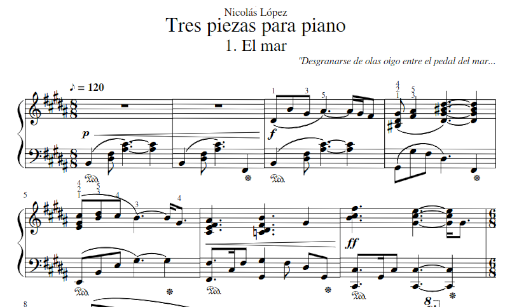 Nicolás López
Tres piezas para piano
1. El mar
"Desgranarse de olas oigo entre el pedal del mar...
♪ = 120
p
f
5
ff
8